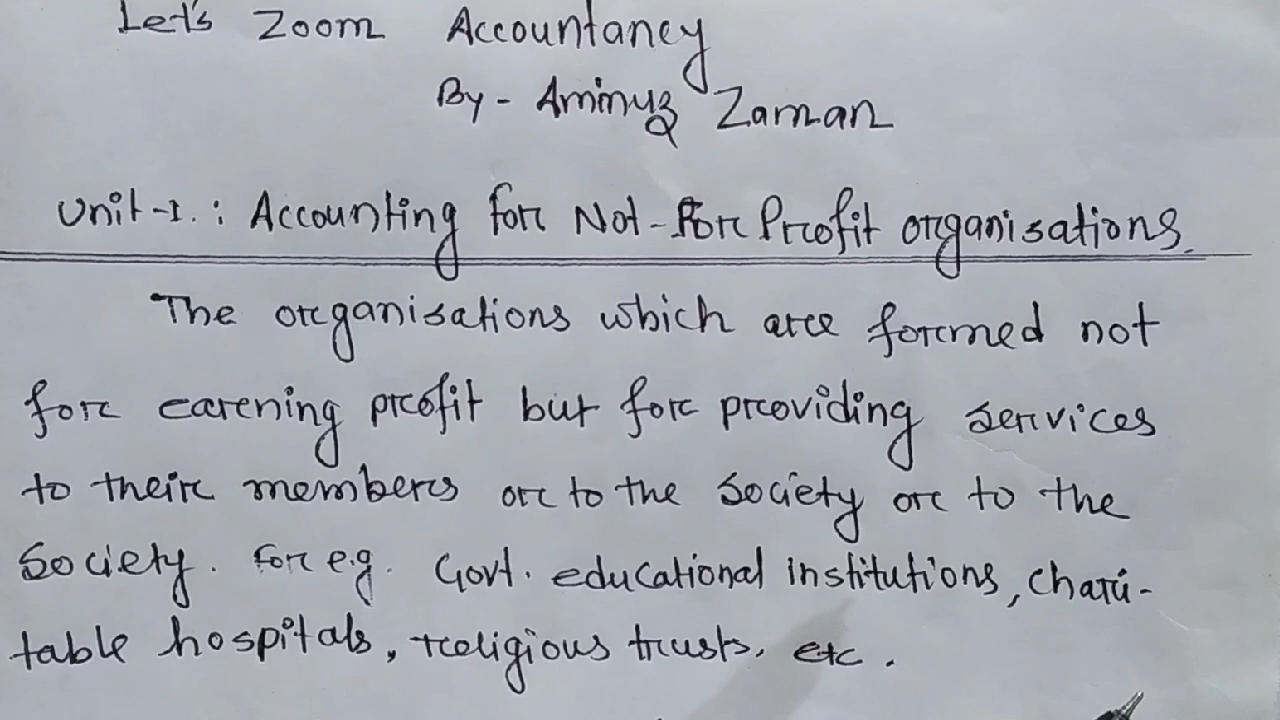 Let's Zoom Accountancy
By - Aminuz Zaman
Unit-I. : Accounting for Not-For Profit organisations.
The organisations which are formed not
for earening profit but for providing services
to their members or to the society or to the
society. For e.g. Govt. educational institutions, chari-
table hospitals, religious trusts, etc.